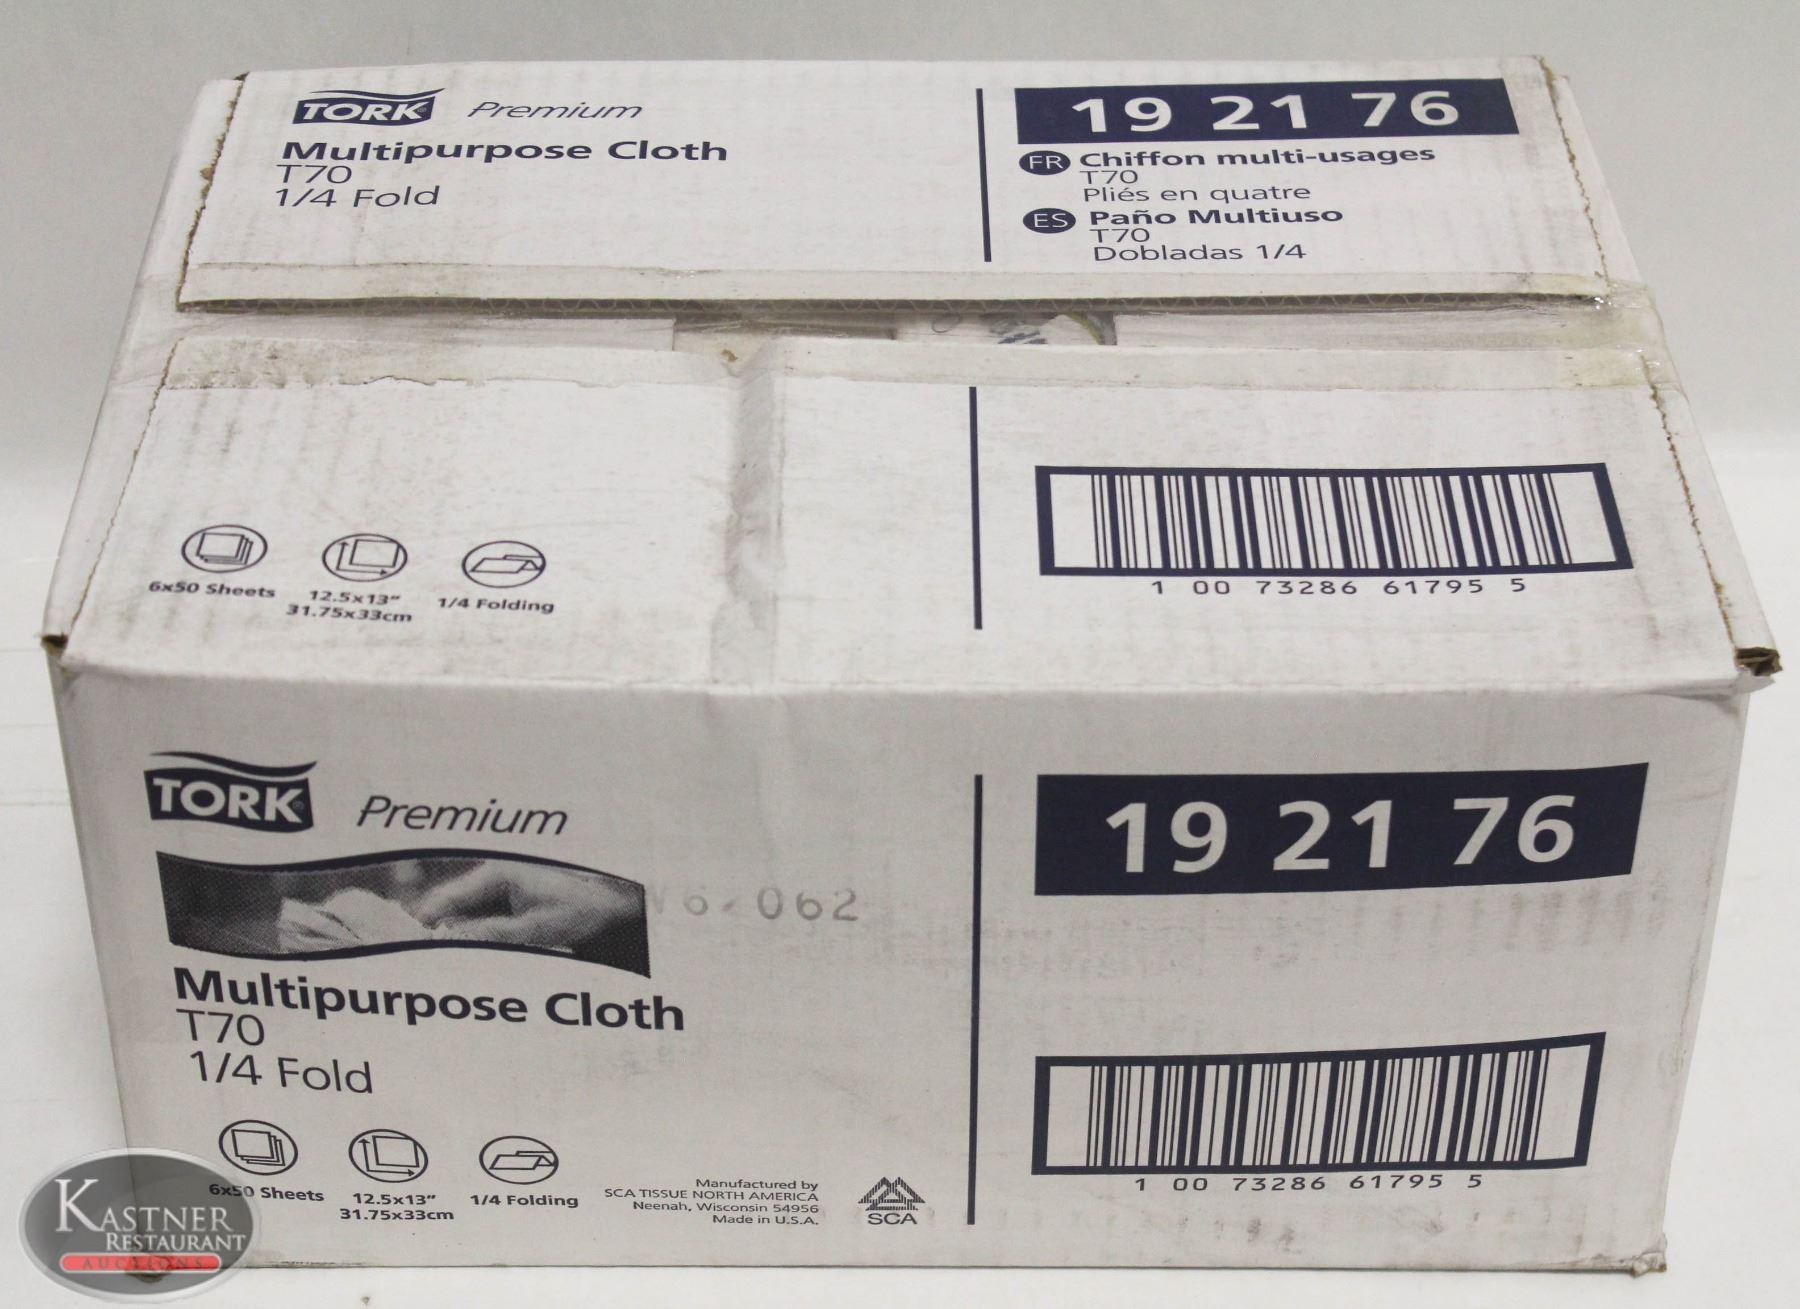 TORK® Premium
Multipurpose Cloth
T70
1/4 Fold
19 21 76
FR Chiffon multi-usages
T70
Pliés en quatre
ES Paño Multiuso
T70
Dobladas 1/4
6x50 Sheets
12.5x13"
31.75x33cm
1/4 Folding
1 00 73286 61795 5
TORK® Premium
19 21 76
062
Multipurpose Cloth
T70
1/4 Fold
6x50 Sheets
12.5x13"
31.75x33cm
1/4 Folding
Manufactured by
SCA TISSUE NORTH AMERICA
Neenah, Wisconsin 54956
Made in U.S.A.
SCA
1 00 73286 61795 5
KASTNER
RESTAURANT
AUCTIONS